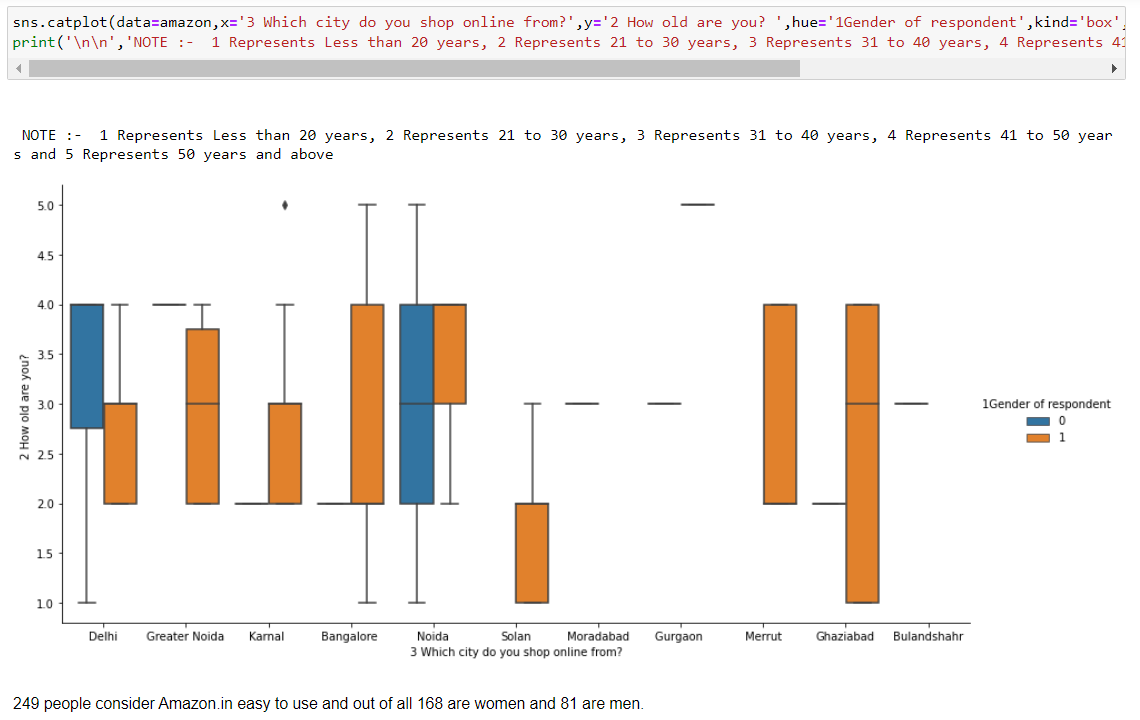 sns.catplot(data=amazon,x='3 Which city do you shop online from?',y='2 How old are you? ',hue='1Gender of respondent',kind='box',
print('\n\n','NOTE :-  1 Represents Less than 20 years, 2 Represents 21 to 30 years, 3 Represents 31 to 40 years, 4 Represents 41
NOTE :-  1 Represents Less than 20 years, 2 Represents 21 to 30 years, 3 Represents 31 to 40 years, 4 Represents 41 to 50 year
s and 5 Represents 50 years and above
5.0
4.5
4.0
3.5
3.0
2.5
2.0
1.5
1.0
2 How old are you?
1Gender of respondent
0
1
Delhi Greater Noida Karnal Bangalore Noida Solan Moradabad Gurgaon Merrut Ghaziabad Bulandshahr
3 Which city do you shop online from?
249 people consider Amazon.in easy to use and out of all 168 are women and 81 are men.